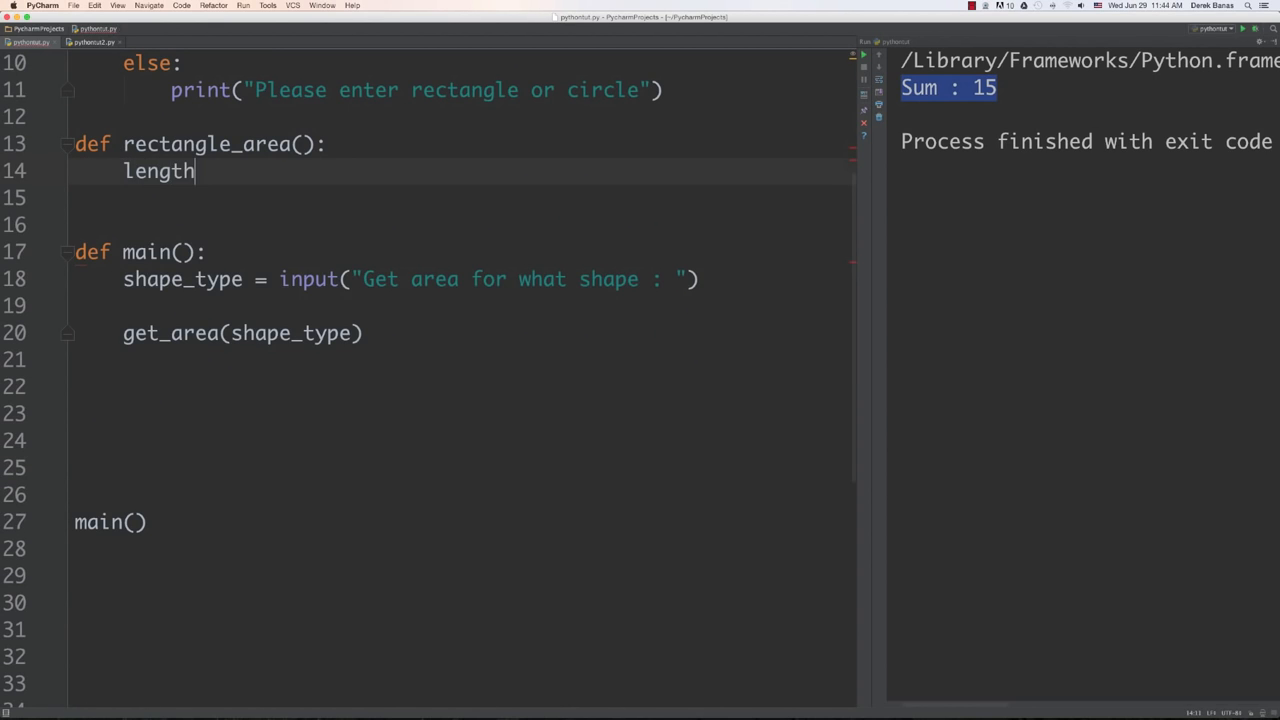 PyCharm File Edit View Navigate Code Refactor Run Tools VCS Window Help 10 Wed Jun 29 11:44 AM Derek Banas
pythontut.py - PyCharmProjects - [~/PycharmProjects]
PycharmProjects pythontut.py pythontut
pythontut.py pythontut2.py Run: pythontut
10 else:
11 print("Please enter rectangle or circle")
12
13 def rectangle_area():
14 length
15
16
17 def main():
18 shape_type = input("Get area for what shape : ")
19
20 get_area(shape_type)
21
22
23
24
25
26
27 main()
28
29
30
31
32
33
/Library/Frameworks/Python.frame
Sum : 15
Process finished with exit code
14:11 LF UTF-8